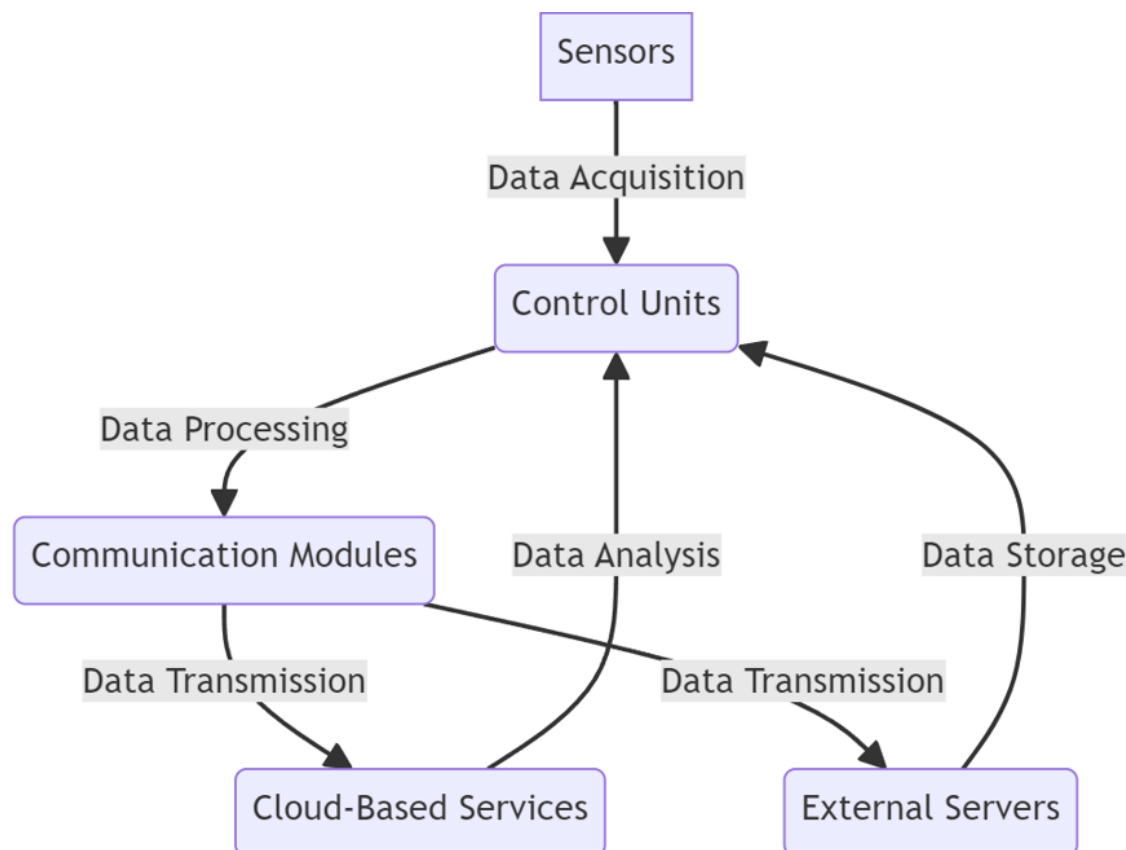 Sensors
Data Acquisition
Control Units
Data Processing
Communication Modules
Data Analysis
Data Storage
Data Transmission
Data Transmission
Cloud-Based Services
External Servers